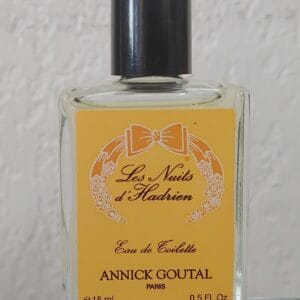 Les Nuits
d'Hadrien
Eau de Toilette
ANNICK GOUTAL
PARIS
℮15 ml 0.5 Fl. Oz